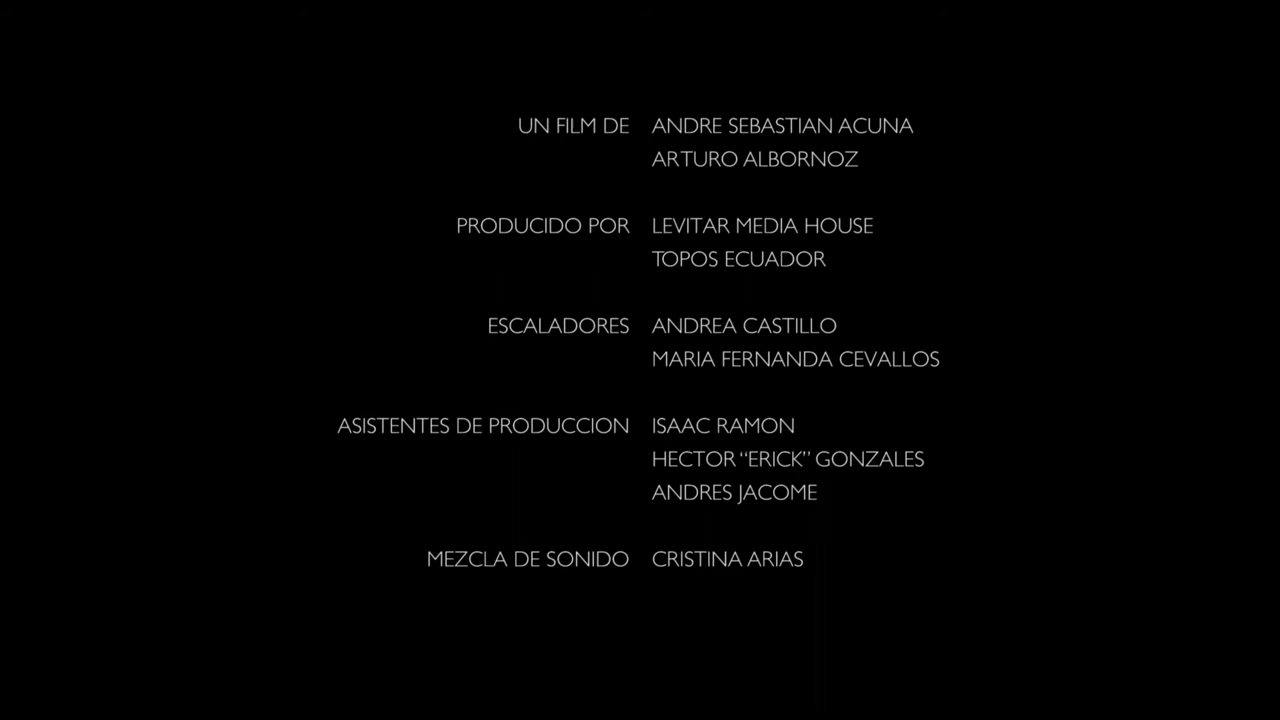 UN FILM DE ANDRE SEBASTIAN ACUNA
ARTURO ALBORNOZ
PRODUCIDO POR LEVITAR MEDIA HOUSE
TOPOS ECUADOR
ESCALADORES ANDREA CASTILLO
MARIA FERNANDA CEVALLOS
ASISTENTES DE PRODUCCION ISAAC RAMON
HECTOR “ERICK” GONZALES
ANDRES JACOME
MEZCLA DE SONIDO CRISTINA ARIAS